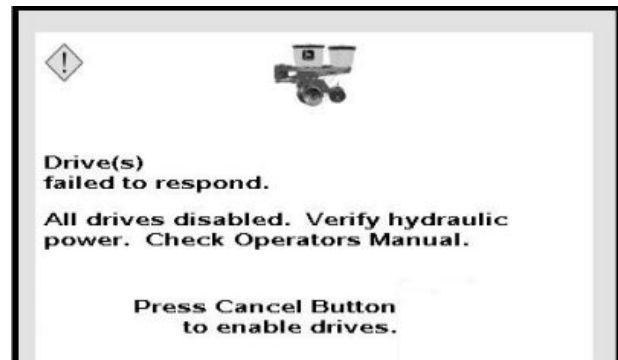 Drive(s)
failed to respond.
All drives disabled. Verify hydraulic
power. Check Operators Manual.
Press Cancel Button
to enable drives.